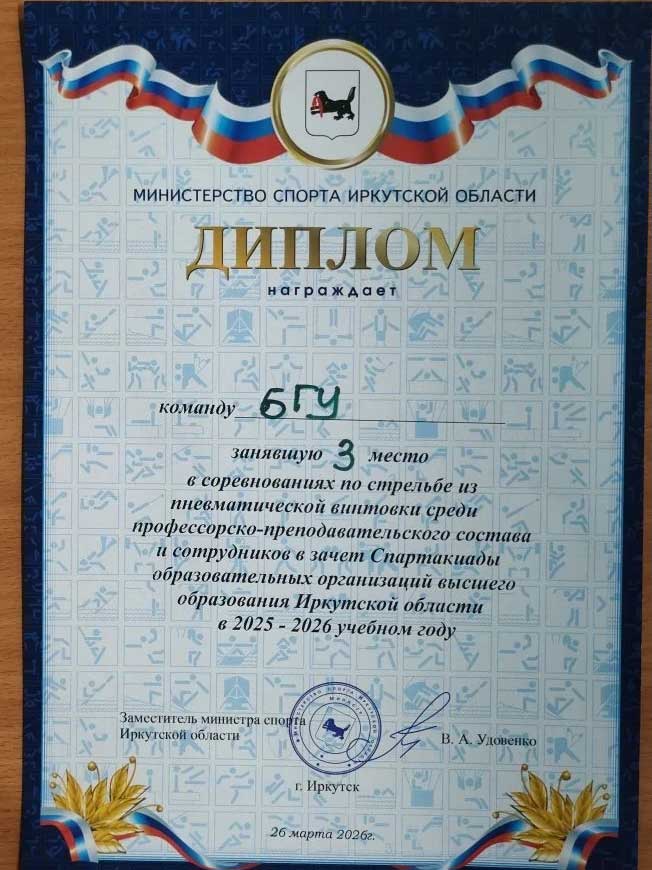 МИНИСТЕРСТВО СПОРТА ИРКУТСКОЙ ОБЛАСТИ
ДИПЛОМ
награждает
команду БГУ
занявшую 3 место
в соревнованиях по стрельбе из
пневматической винтовки среди
профессорско-преподавательского состава
и сотрудников в зачет Спартакиады
образовательных организаций высшего
образования Иркутской области
в 2025 - 2026 учебном году
Заместитель министра спорта
Иркутской области
В. А. Удовенко
г. Иркутск
26 марта 2026г.